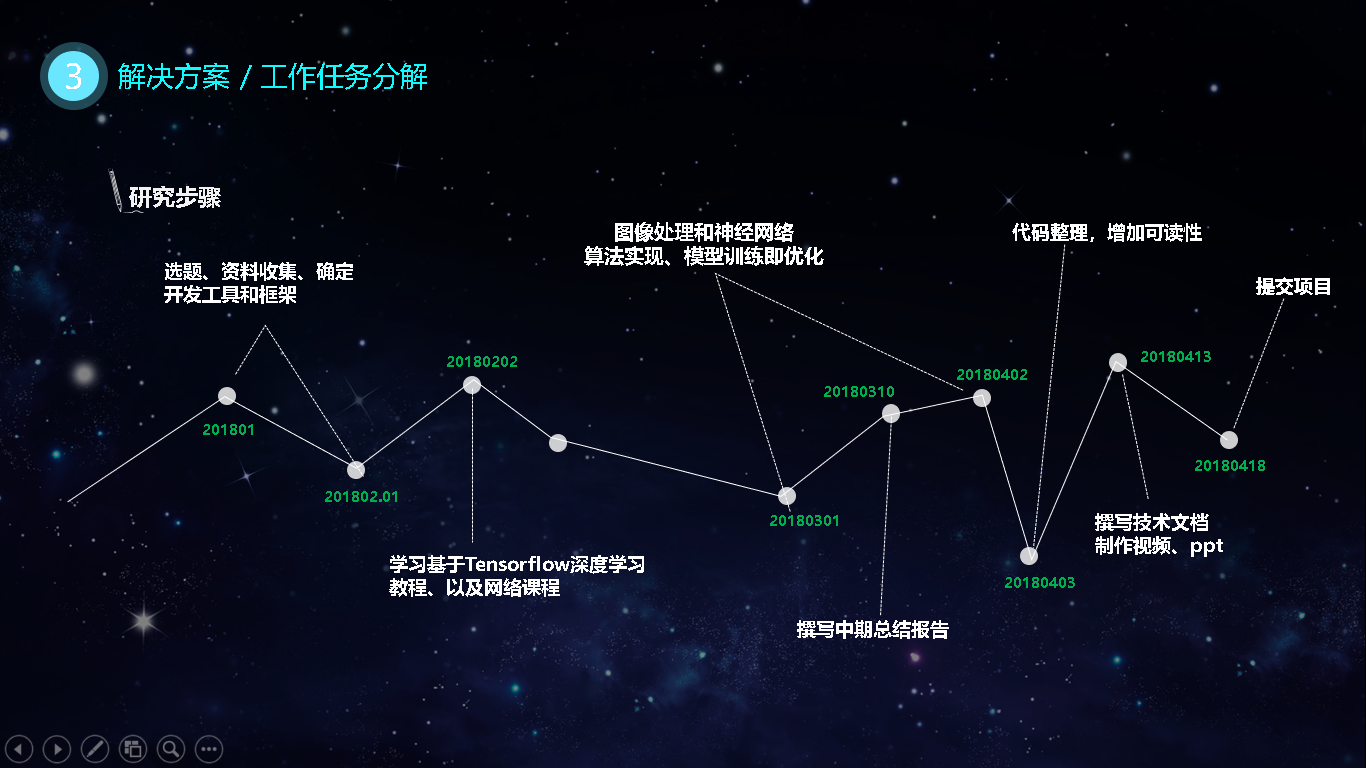 3
解决方案 / 工作任务分解
研究步骤
选题、资料收集、确定
开发工具和框架
图像处理和神经网络
算法实现、模型训练即优化
代码整理，增加可读性
提交项目
201801
201802.01
20180202
20180301
20180310
20180402
20180403
20180413
20180418
学习基于Tensorflow深度学习
教程、以及网络课程
撰写中期总结报告
撰写技术文档
制作视频、ppt